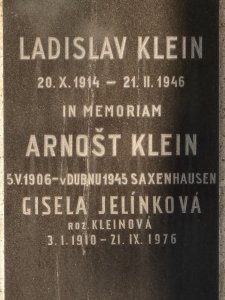 LADISLAV KLEIN
20. X. 1914 – 21. II. 1946
IN MEMORIAM
ARNOŠT KLEIN
5.V. 1906 – v DUBNU 1945 SAXENHAUSEN
GISELA JELÍNKOVÁ
ROZ. KLEINOVÁ
3. 1. 1910 – 21. IX. 1976